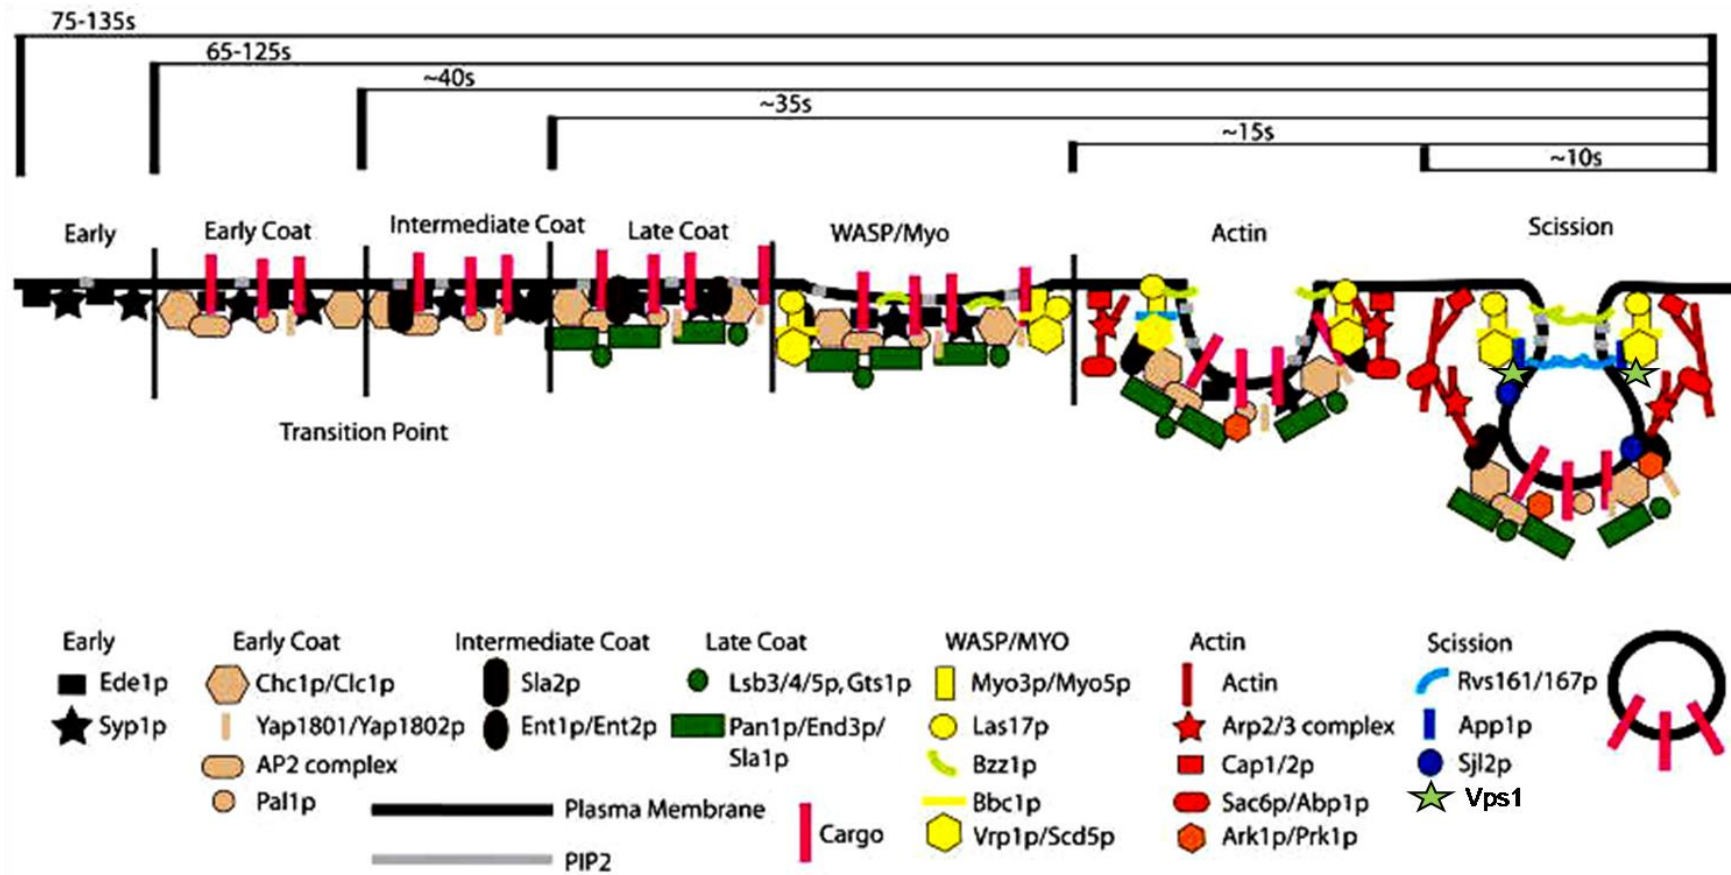 75-135s
65-125s
~40s
~35s
~15s
~10s
Early
Early Coat
Intermediate Coat
Late Coat
WASP/Myo
Actin
Scission
Transition Point
Early
Ede1p
Syp1p
Early Coat
Chc1p/Clc1p
Yap1801/Yap1802p
AP2 complex
Pal1p
Intermediate Coat
Sla2p
Ent1p/Ent2p
Late Coat
Lsb3/4/5p, Gts1p
Pan1p/End3p/
Sla1p
WASP/MYO
Myo3p/Myo5p
Las17p
Bzz1p
Bbc1p
Vrp1p/Scd5p
Actin
Actin
Arp2/3 complex
Cap1/2p
Sac6p/Abp1p
Ark1p/Prk1p
Scission
Rvs161/167p
App1p
Sjl2p
Vps1
Plasma Membrane
PIP2
Cargo